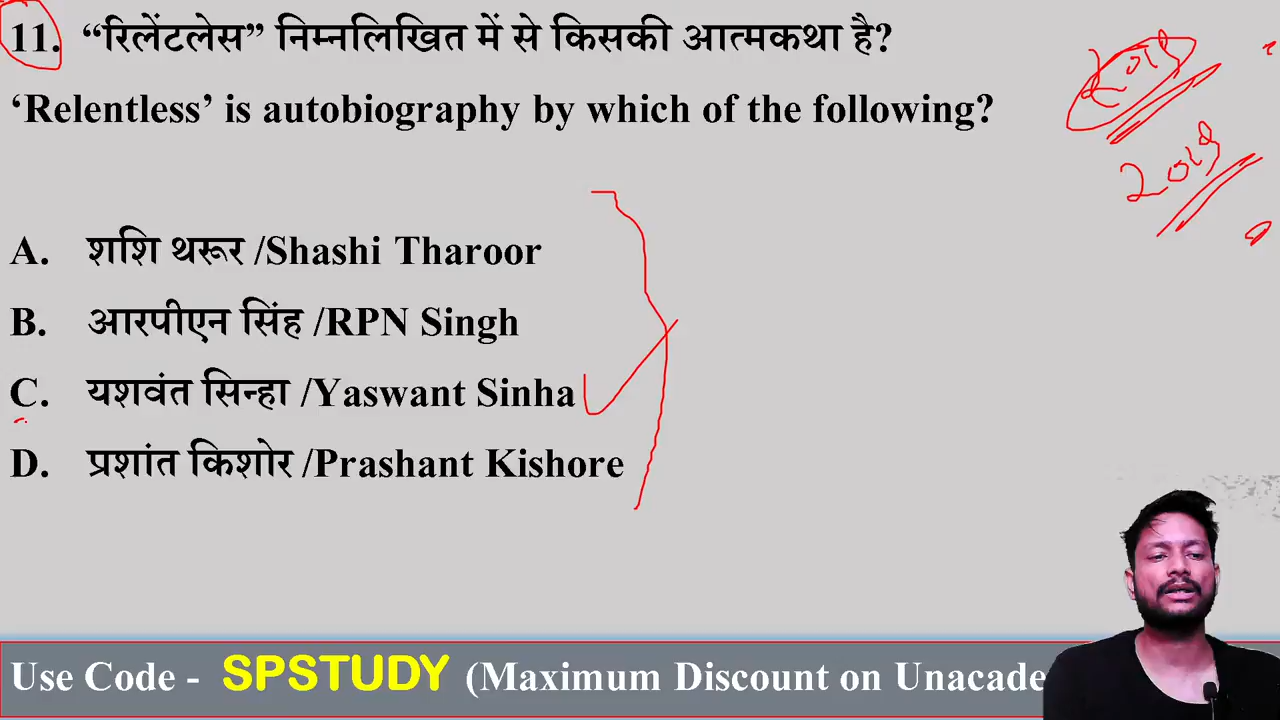 11. “रिलेंटलेस” निम्नलिखित में से किसकी आत्मकथा है?
‘Relentless’ is autobiography by which of the following?
2019
2019
A. शशि थरूर /Shashi Tharoor
B. आरपीएन सिंह /RPN Singh
C. यशवंत सिन्हा /Yaswant Sinha
D. प्रशांत किशोर /Prashant Kishore
Use Code - SPSTUDY (Maximum Discount on Unacade